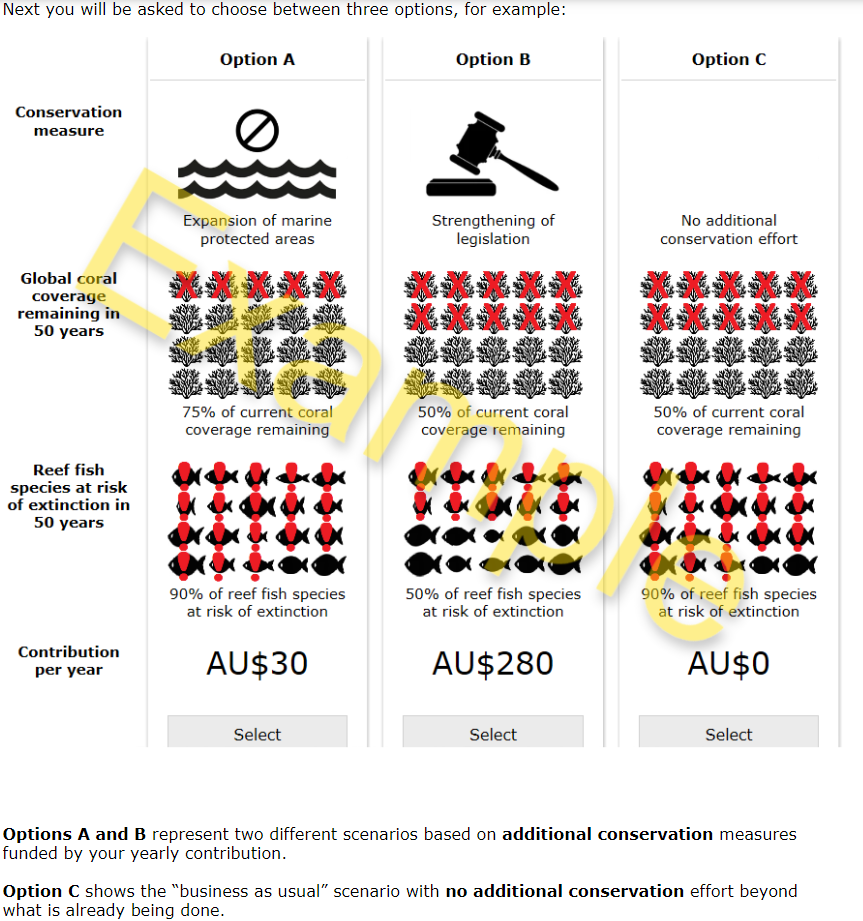 Next you will be asked to choose between three options, for example:
Option A
Option B
Option C
Conservation
measure
Expansion of marine
protected areas
Strengthening of
legislation
No additional
conservation effort
Global coral
coverage
remaining in
50 years
75% of current coral
coverage remaining
50% of current coral
coverage remaining
50% of current coral
coverage remaining
Reef fish
species at risk
of extinction in
50 years
90% of reef fish species
at risk of extinction
50% of reef fish species
at risk of extinction
90% of reef fish species
at risk of extinction
Contribution
per year
AU$30
AU$280
AU$0
Select
Select
Select
Example
Options A and B represent two different scenarios based on additional conservation measures
funded by your yearly contribution.
Option C shows the “business as usual” scenario with no additional conservation effort beyond
what is already being done.